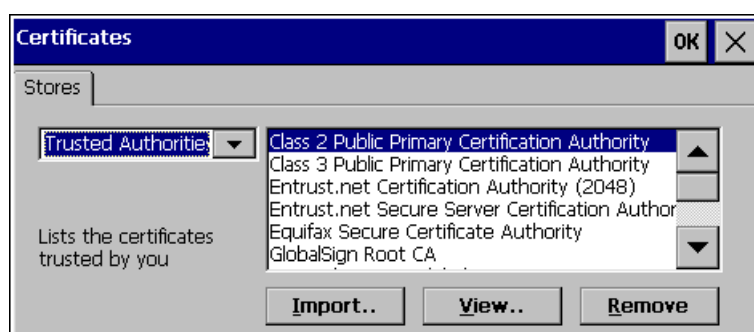 Certificates OK
Stores
Trusted Authorities
Class 2 Public Primary Certification Authority
Class 3 Public Primary Certification Authority
Entrust.net Certification Authority (2048)
Entrust.net Secure Server Certification Author
Equifax Secure Certificate Authority
GlobalSign Root CA
Lists the certificates
trusted by you
Import.. View.. Remove